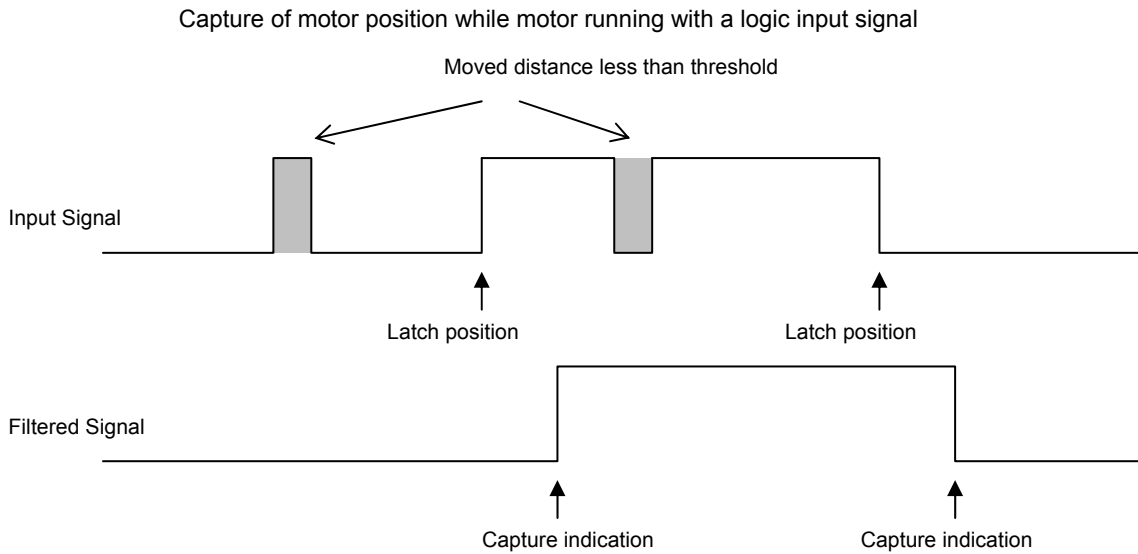 Capture of motor position while motor running with a logic input signal
Moved distance less than threshold
Input Signal
Latch position
Latch position
Filtered Signal
Capture indication
Capture indication